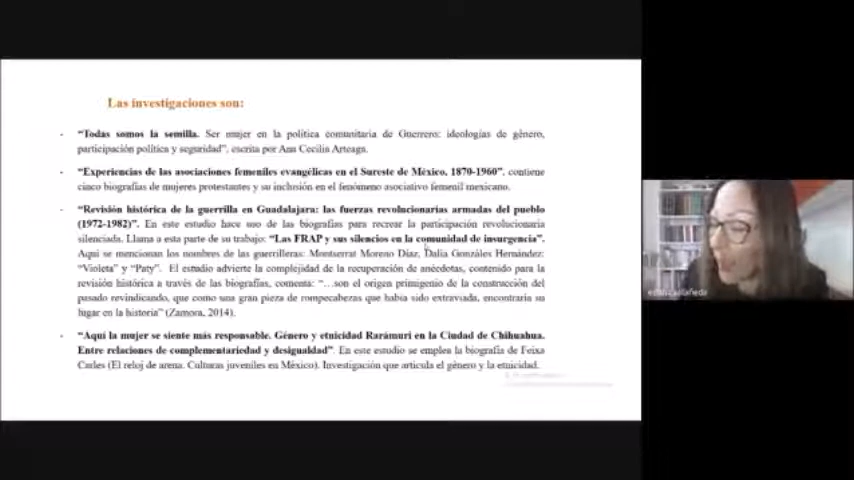 Las investigaciones son:
- "Todas somos la semilla. Ser mujer en la política comunitaria de Guerrero: ideologías de género,
participación política y seguridad", escrita por Ana Cecilia Arteaga.
- "Experiencias de las asociaciones femeniles evangélicas en el Sureste de México, 1870-1960", contiene
cinco biografías de mujeres protestantes y su inclusión en el fenómeno asociativo femenil mexicano.
- "Revisión histórica de la guerrilla en Guadalajara: las fuerzas revolucionarias armadas del pueblo
(1972-1982)". En este estudio hace uso de las biografías para recrear la participación revolucionaria
silenciada. Llama a esta parte de su trabajo: "Las FRAP y sus silencios en la comunidad de insurgencia".
Aquí se mencionan los nombres de las guerrilleras: Montserrat Moreno Díaz, Dalia Gonzáles Hernández:
"Violeta" y "Paty". El estudio advierte la complejidad de la recuperación de anécdotas, contenido para la
revisión histórica a través de las biografías, comenta: "…son el origen primigenio de la construcción del
pasado revindicando, que como una gran pieza de rompecabezas que había sido extraviada, encontraría su
lugar en la historia" (Zamora, 2014).
- "Aquí la mujer se siente más responsable. Género y etnicidad Rarámuri en la Ciudad de Chihuahua.
Entre relaciones de complementariedad y desigualdad". En este estudio se emplea la biografía de Feixa
Carles (El reloj de arena. Culturas juveniles en México). Investigación que articula el género y la etnicidad.